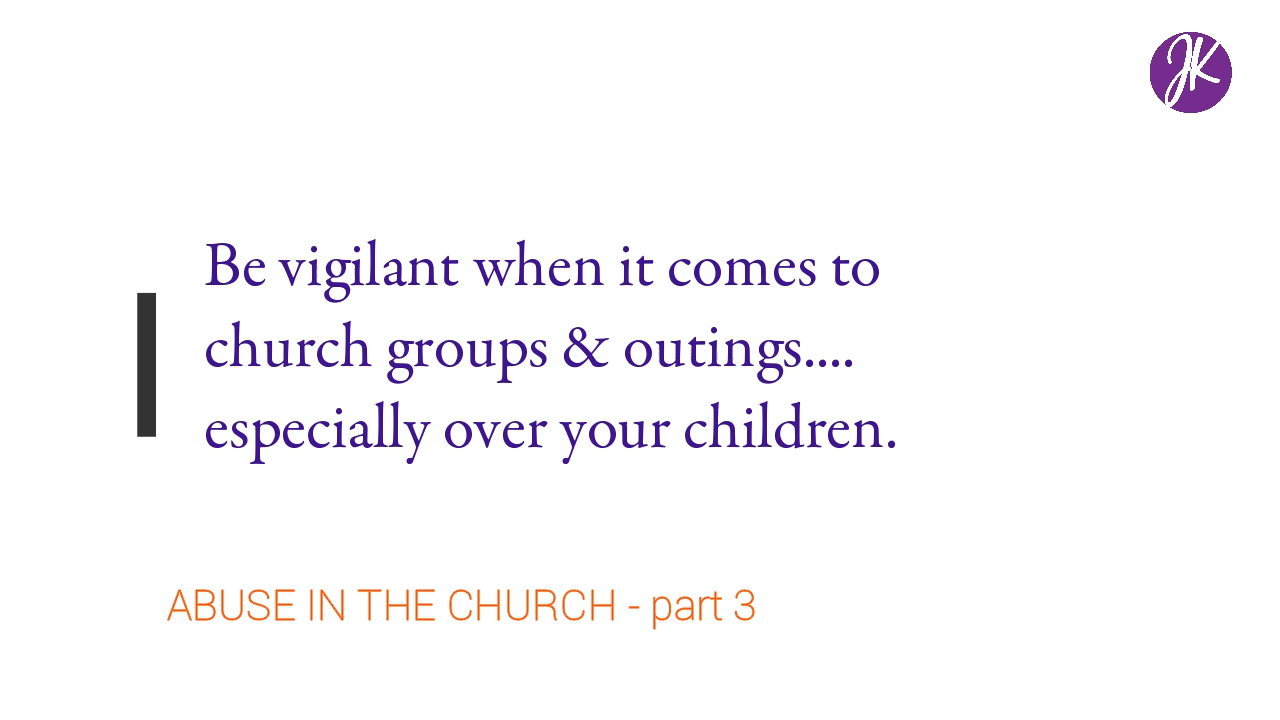 JK
Be vigilant when it comes to
church groups & outings....
especially over your children.
ABUSE IN THE CHURCH - part 3